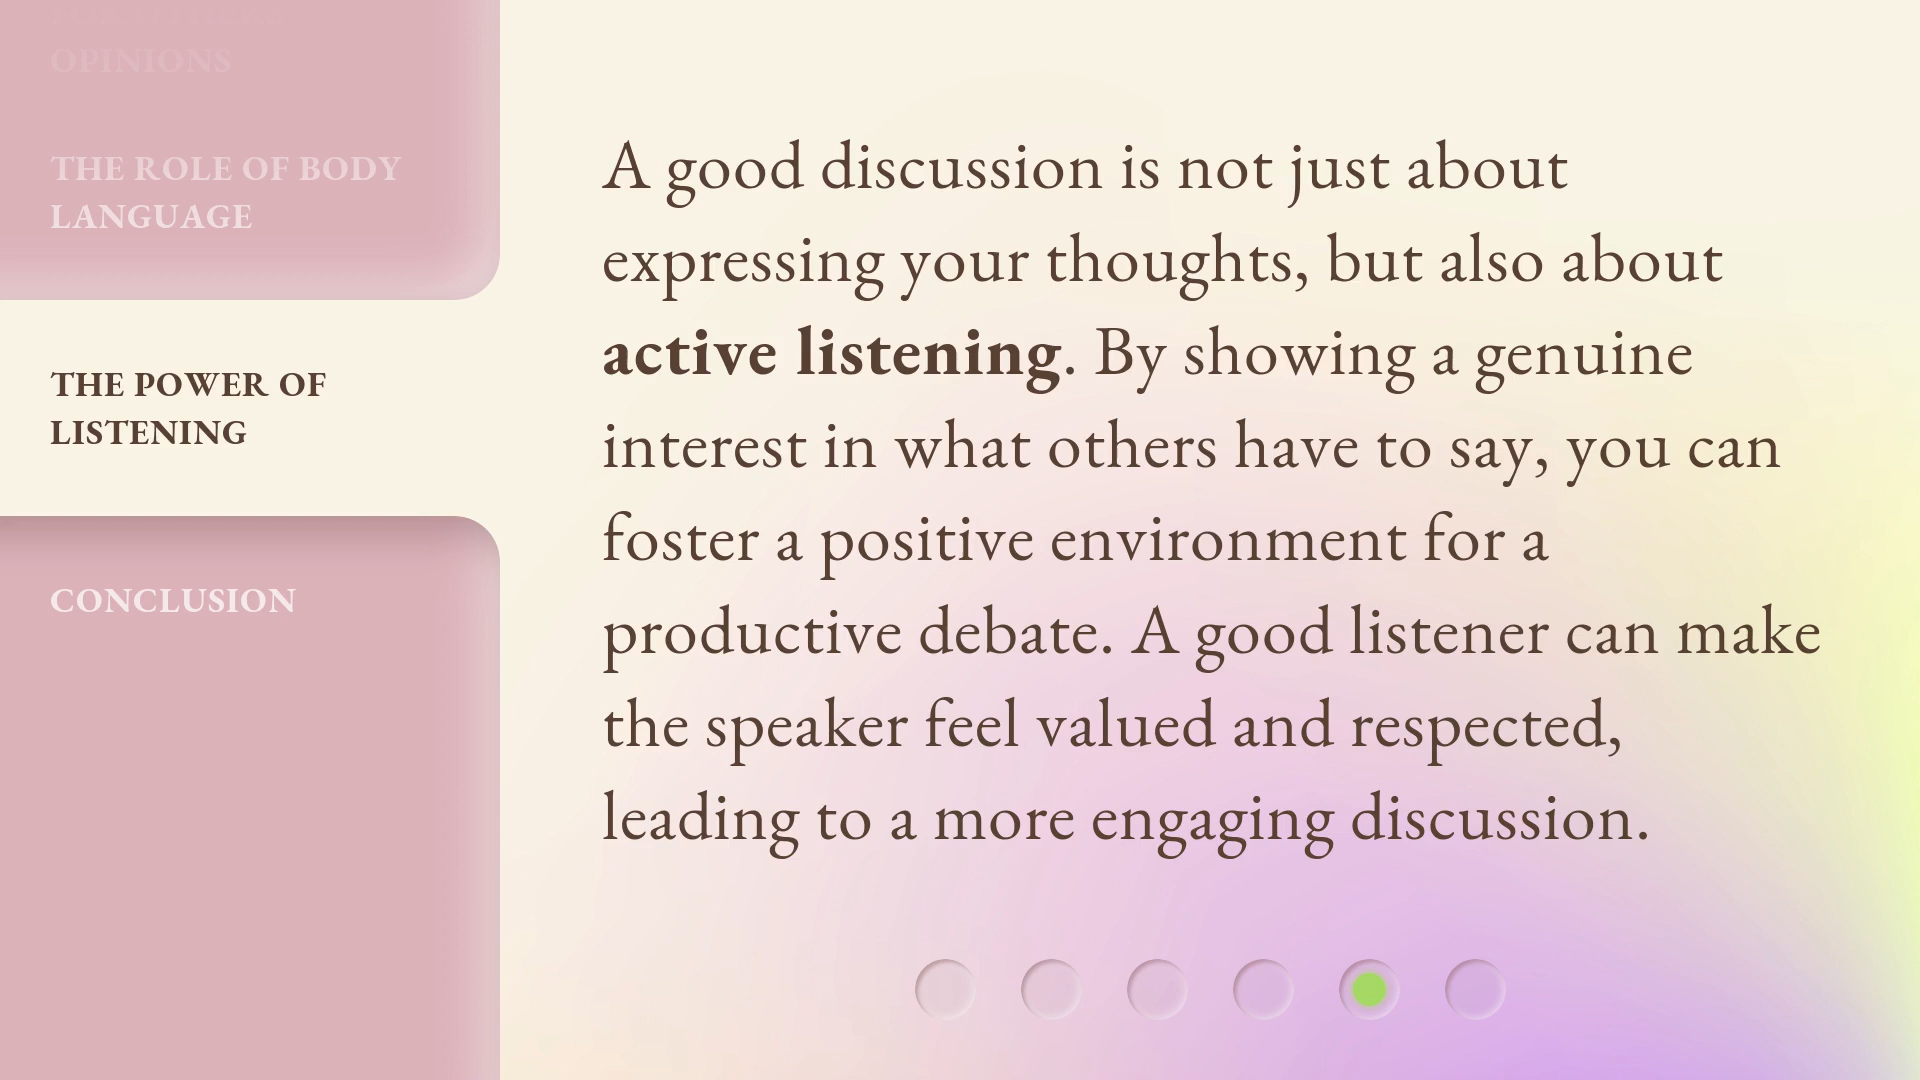 OPINIONS
THE ROLE OF BODY
LANGUAGE
THE POWER OF
LISTENING
CONCLUSION
A good discussion is not just about
expressing your thoughts, but also about
active listening. By showing a genuine
interest in what others have to say, you can
foster a positive environment for a
productive debate. A good listener can make
the speaker feel valued and respected,
leading to a more engaging discussion.